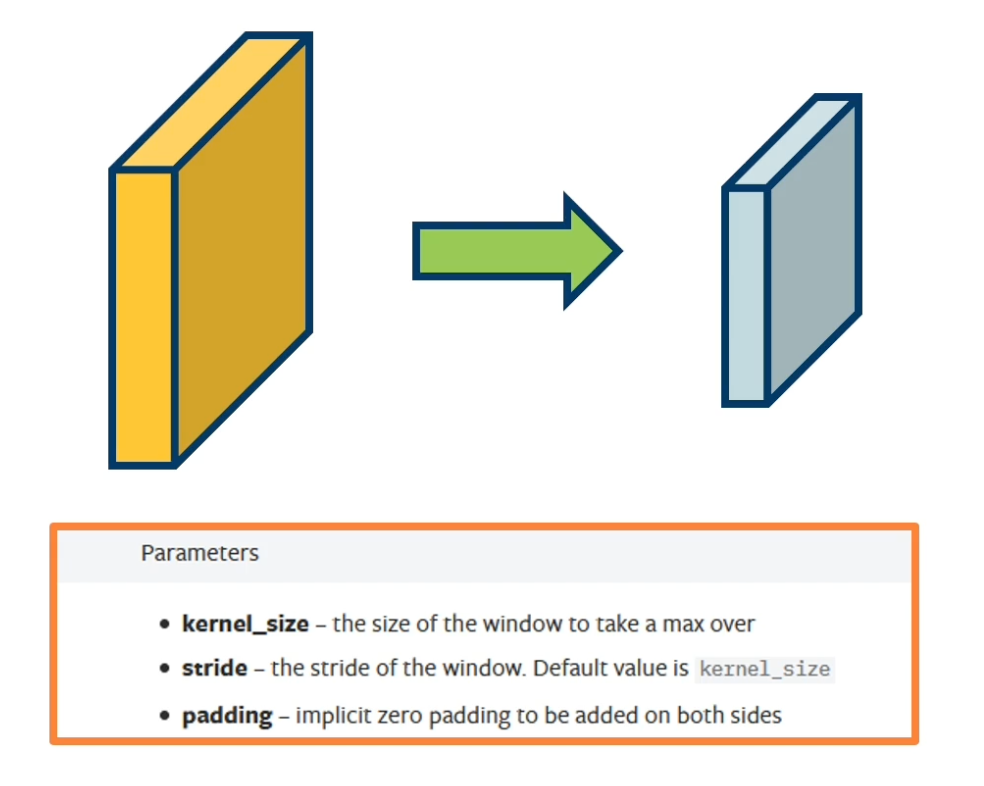 Parameters
• kernel_size – the size of the window to take a max over
• stride – the stride of the window. Default value is kernel_size
• padding – implicit zero padding to be added on both sides